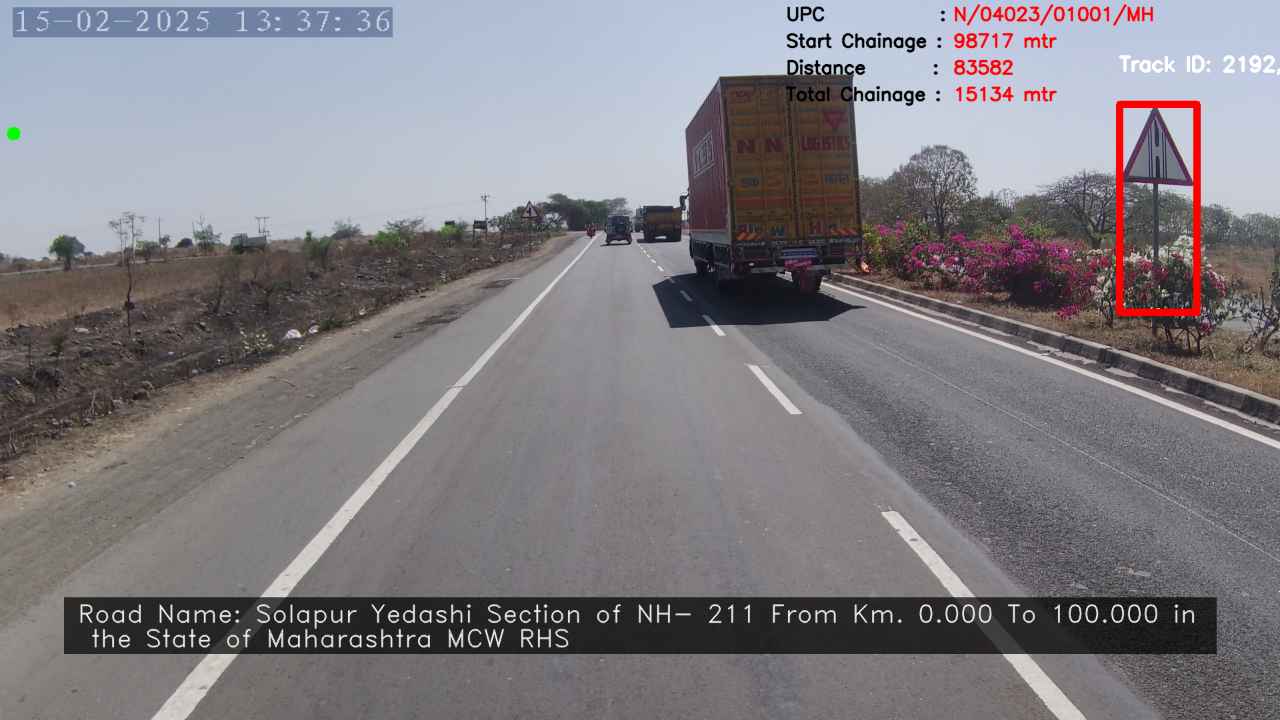 15-02-2025 13:37:36
UPC : N/04023/01001/MH
Start Chainage : 98717 mtr
Distance : 83582
Total Chainage : 15134 mtr
Track ID: 2192,
N N LOGISTICS
Road Name: Solapur Yedashi Section of NH- 211 From Km. 0.000 To 100.000 in
the State of Maharashtra MCW RHS